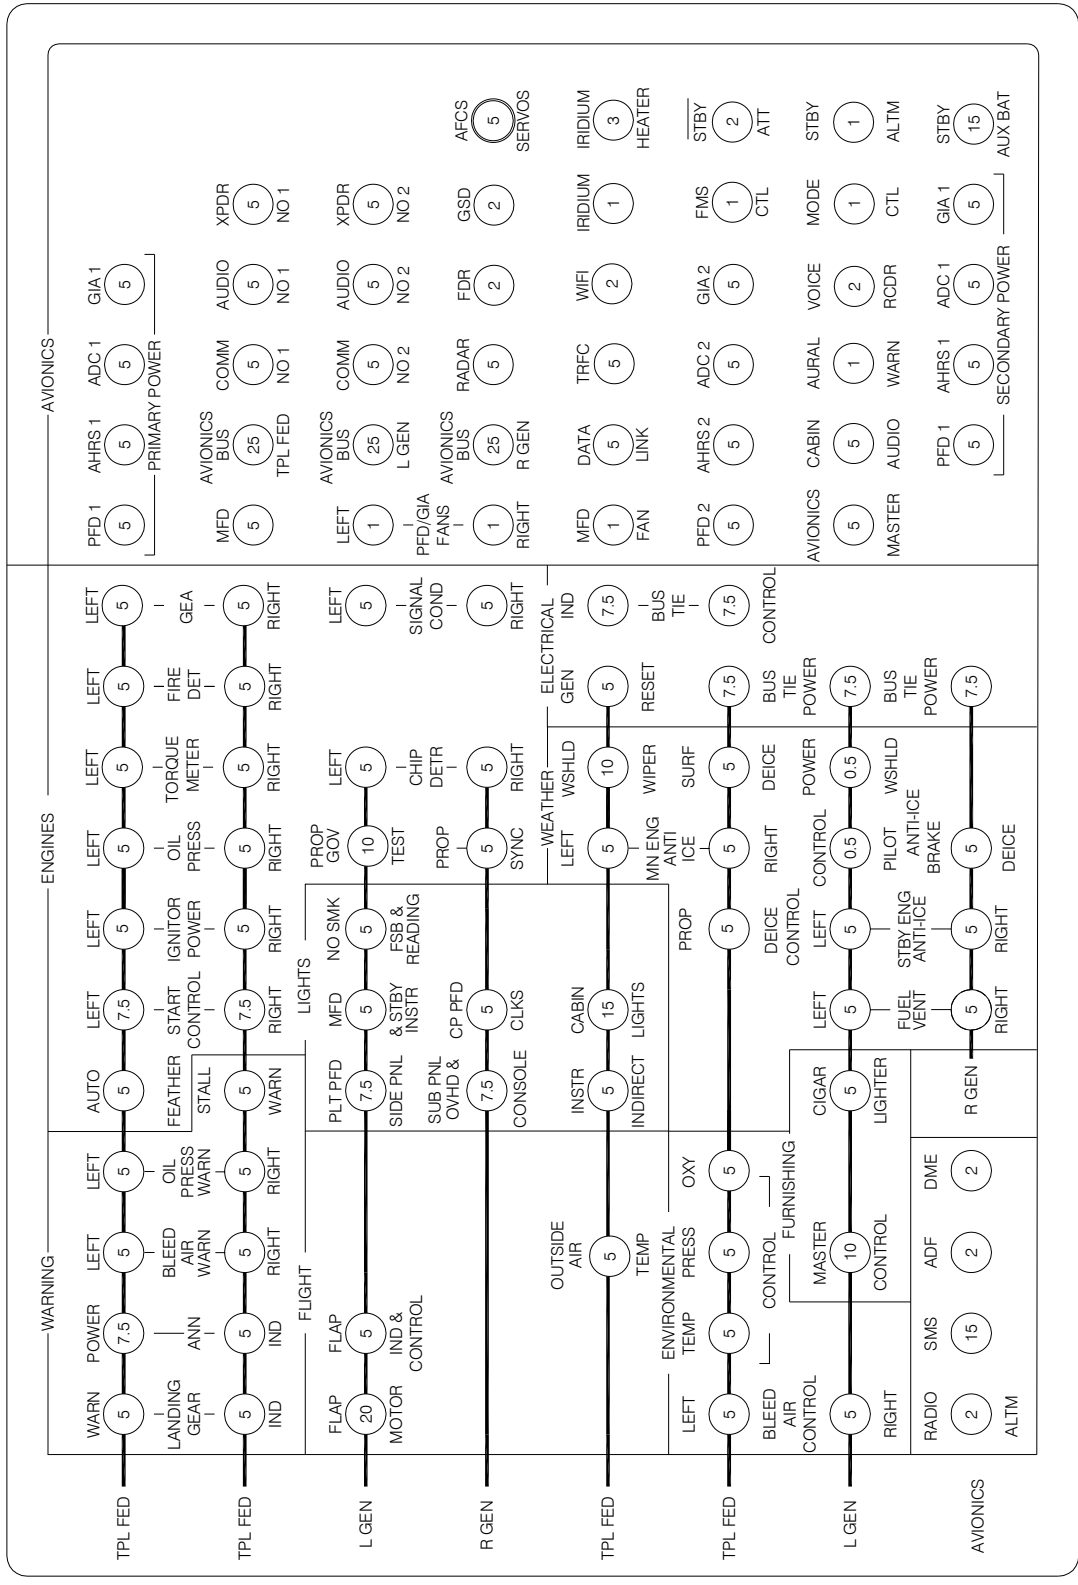 WARNING
ENGINES
AVIONICS
TPL FED
WARN
5
POWER
7.5
LEFT
5
LEFT
5
AUTO
5
LEFT
7.5
LEFT
5
LEFT
5
LEFT
5
LEFT
5
LEFT
5
PFD 1
5
AHRS 1
5
ADC 1
5
GIA 1
5
LANDING
GEAR
ANN
BLEED
AIR
WARN
OIL
PRESS
WARN
FEATHER
STALL
START
CONTROL
IGNITOR
POWER
OIL
PRESS
TORQUE
METER
FIRE
DET
GEA
PRIMARY POWER
TPL FED
5
IND
5
IND
5
RIGHT
5
RIGHT
5
WARN
7.5
RIGHT
5
RIGHT
5
RIGHT
5
RIGHT
5
RIGHT
5
RIGHT
MFD
5
AVIONICS
BUS
25
TPL FED
COMM
5
NO 1
AUDIO
5
NO 1
XPDR
5
NO 1
FLIGHT
LIGHTS
L GEN
FLAP
20
MOTOR
FLAP
5
IND &
CONTROL
PLT PFD
7.5
SIDE PNL
MFD
5
& STBY
INSTR
NO SMK
5
FSB &
READING
PROP
GOV
10
TEST
LEFT
5
CHIP
DETR
LEFT
5
SIGNAL
COND
LEFT
1
PFD/GIA
FANS
AVIONICS
BUS
25
L GEN
COMM
5
NO 2
AUDIO
5
NO 2
XPDR
5
NO 2
R GEN
SUB PNL
OVHD &
7.5
CONSOLE
CP PFD
5
CLKS
PROP
5
SYNC
5
RIGHT
5
RIGHT
1
RIGHT
AVIONICS
BUS
25
R GEN
RADAR
5
FDR
2
GSD
2
AFCS
5
SERVOS
WEATHER
ELECTRICAL
TPL FED
OUTSIDE
AIR
5
TEMP
INSTR
5
INDIRECT
CABIN
15
LIGHTS
LEFT
5
MN ENG
ANTI
ICE
WSHLD
10
WIPER
GEN
5
RESET
IND
7.5
BUS
TIE
MFD
1
FAN
DATA
5
LINK
TRFC
5
WIFI
2
IRIDIUM
1
IRIDIUM
3
HEATER
ENVIRONMENTAL
TPL FED
LEFT
5
BLEED
AIR
CONTROL
TEMP
5
PRESS
5
OXY
5
CONTROL
PROP
5
DEICE
CONTROL
5
RIGHT
SURF
5
DEICE
7.5
BUS
TIE
POWER
7.5
CONTROL
PFD 2
5
AHRS 2
5
ADC 2
5
GIA 2
5
FMS
1
CTL
STBY
2
ATT
FURNISHING
L GEN
5
RIGHT
MASTER
10
CONTROL
CIGAR
5
LIGHTER
LEFT
5
FUEL
VENT
LEFT
5
STBY ENG
ANTI-ICE
CONTROL
0.5
PILOT
ANTI-ICE
POWER
0.5
WSHLD
7.5
BUS
TIE
POWER
AVIONICS
5
MASTER
CABIN
5
AUDIO
AURAL
1
WARN
VOICE
2
RCDR
MODE
1
CTL
STBY
1
ALTM
AVIONICS
RADIO
2
ALTM
SMS
15
ADF
2
DME
2
R GEN
5
RIGHT
5
RIGHT
BRAKE
5
DEICE
7.5
PFD 1
5
AHRS 1
5
ADC 1
5
GIA 1
5
SECONDARY POWER
STBY
15
AUX BAT